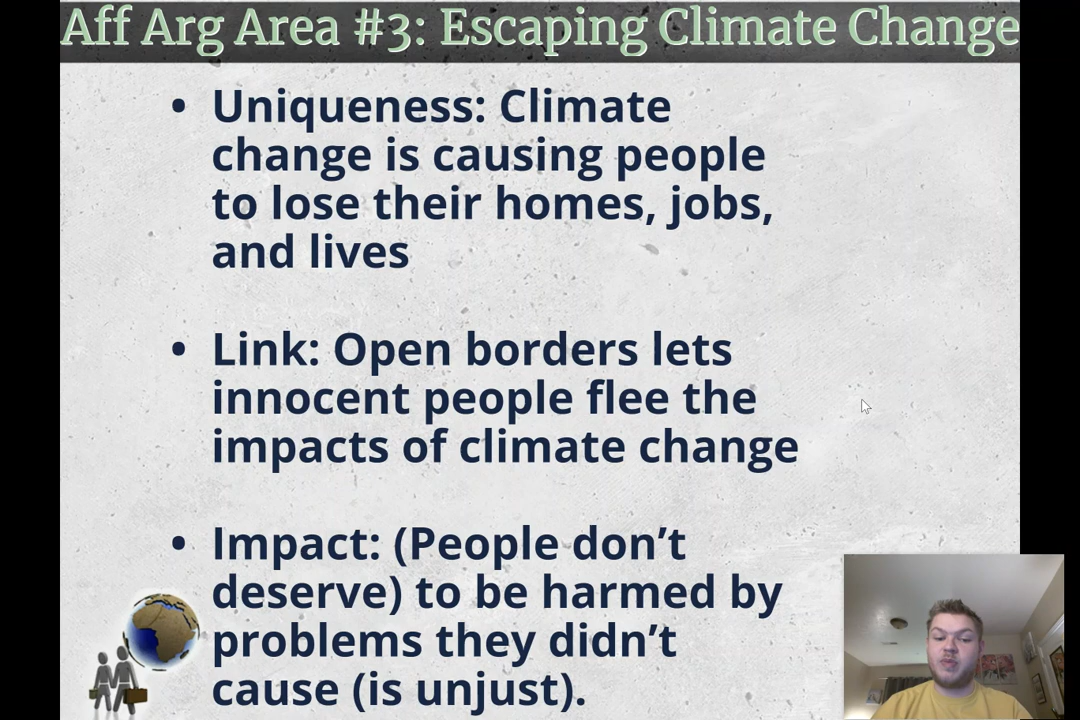 Aff Arg Area #3: Escaping Climate Change
• Uniqueness: Climate
change is causing people
to lose their homes, jobs,
and lives
• Link: Open borders lets
innocent people flee the
impacts of climate change
• Impact: (People don’t
deserve) to be harmed by
problems they didn’t
cause (is unjust).